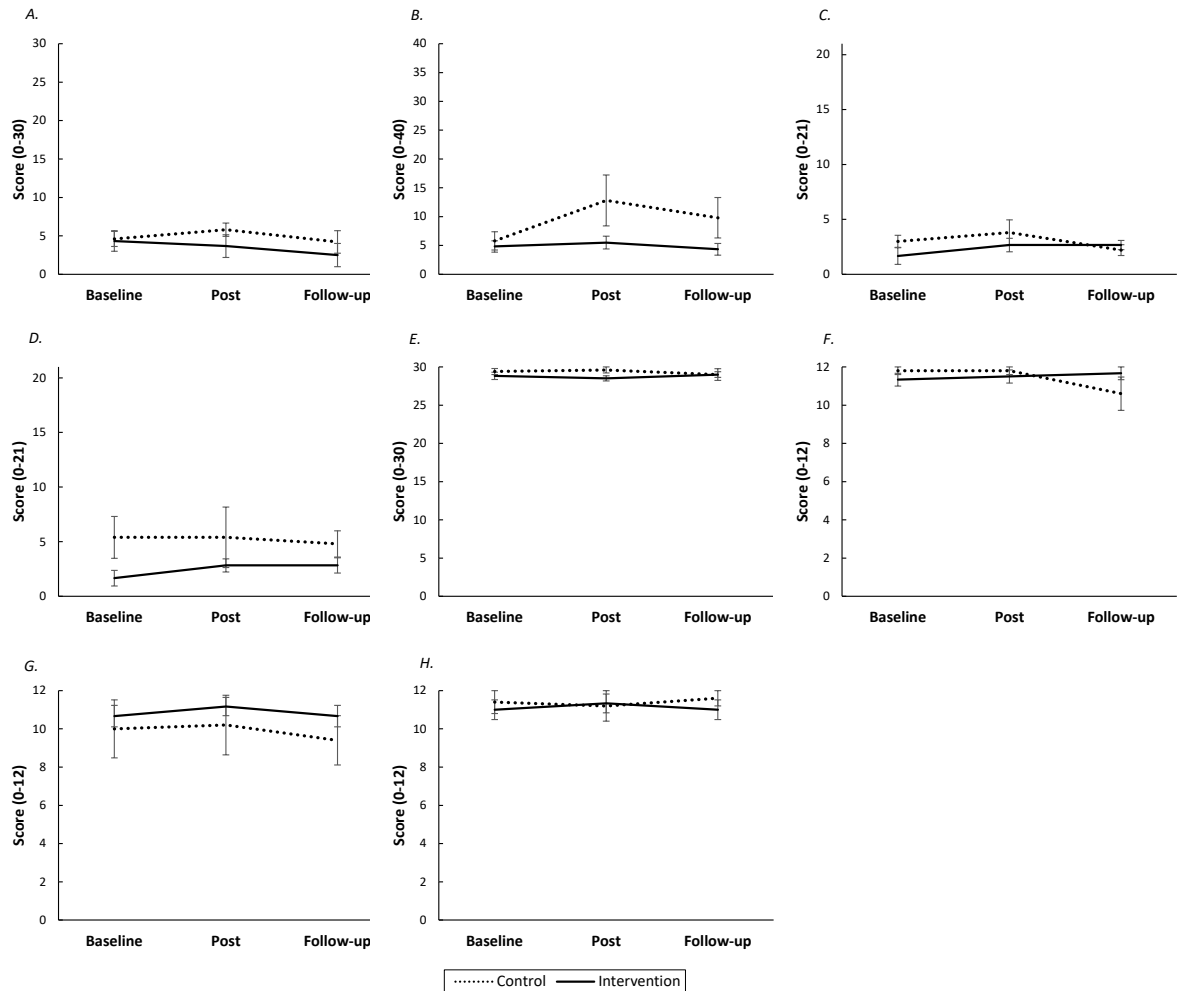 A.
B.
C.
Score (0-30)
30
25
20
15
10
5
0
Baseline Post Follow-up
Score (0-40)
40
35
30
25
20
15
10
5
0
Baseline Post Follow-up
Score (0-21)
20
15
10
5
0
Baseline Post Follow-up
D.
E.
F.
Score (0-21)
20
15
10
5
0
Baseline Post Follow-up
Score (0-30)
30
25
20
15
10
5
0
Baseline Post Follow-up
Score (0-12)
12
10
8
6
4
2
0
Baseline Post Follow-up
G.
H.
Score (0-12)
12
10
8
6
4
2
0
Baseline Post Follow-up
Score (0-12)
12
10
8
6
4
2
0
Baseline Post Follow-up
Control Intervention